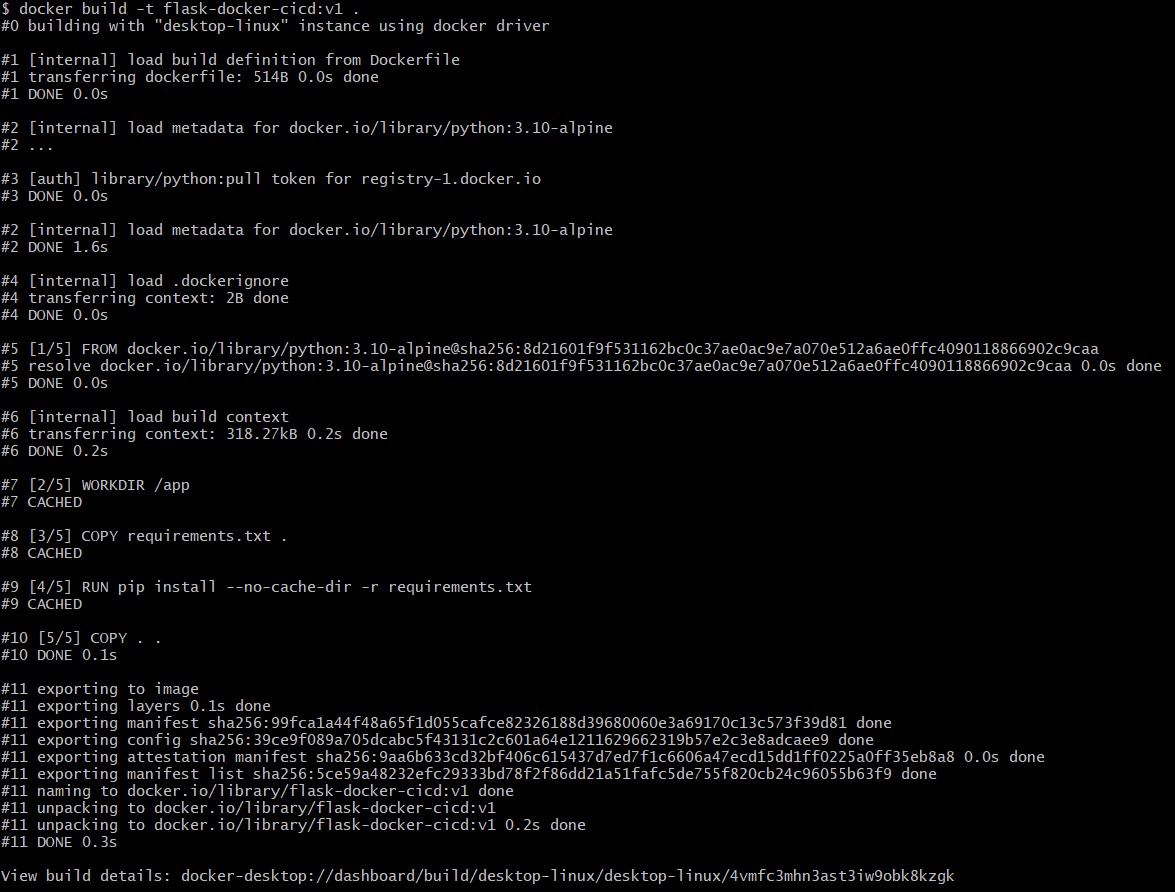 $ docker build -t flask-docker-cicd:v1 .
#0 building with "desktop-linux" instance using docker driver
#1 [internal] load build definition from Dockerfile
#1 transferring dockerfile: 514B 0.0s done
#1 DONE 0.0s
#2 [internal] load metadata for docker.io/library/python:3.10-alpine
#2 ...
#3 [auth] library/python:pull token for registry-1.docker.io
#3 DONE 0.0s
#2 [internal] load metadata for docker.io/library/python:3.10-alpine
#2 DONE 1.6s
#4 [internal] load .dockerignore
#4 transferring context: 2B done
#4 DONE 0.0s
#5 [1/5] FROM docker.io/library/python:3.10-alpine@sha256:8d21601f9f531162bc0c37ae0ac9e7a070e512a6ae0ffc4090118866902c9caa
#5 resolve docker.io/library/python:3.10-alpine@sha256:8d21601f9f531162bc0c37ae0ac9e7a070e512a6ae0ffc4090118866902c9caa 0.0s done
#5 DONE 0.0s
#6 [internal] load build context
#6 transferring context: 318.27kB 0.2s done
#6 DONE 0.2s
#7 [2/5] WORKDIR /app
#7 CACHED
#8 [3/5] COPY requirements.txt .
#8 CACHED
#9 [4/5] RUN pip install --no-cache-dir -r requirements.txt
#9 CACHED
#10 [5/5] COPY . .
#10 DONE 0.1s
#11 exporting to image
#11 exporting layers 0.1s done
#11 exporting manifest sha256:99fca1a44f48a65f1d055cafce82326188d39680060e3a69170c13c573f39d81 done
#11 exporting config sha256:39ce9f089a705dcabc5f43131c2c601a64e1211629662319b57e2c3e8adcaee9 done
#11 exporting attestation manifest sha256:9aa6b633cd32bf406c615437d7ed7f1c6606a47ecd15dd1ff0225a0ff35eb8a8 0.0s done
#11 exporting manifest list sha256:5ce59a48232efc29333bd78f2f86dd21a51fafc5de755f820cb24c96055b63f9 done
#11 naming to docker.io/library/flask-docker-cicd:v1 done
#11 unpacking to docker.io/library/flask-docker-cicd:v1
#11 unpacking to docker.io/library/flask-docker-cicd:v1 0.2s done
#11 DONE 0.3s
View build details: docker-desktop://dashboard/build/desktop-linux/desktop-linux/4vmfc3mhn3ast3iw9obk8kzgk